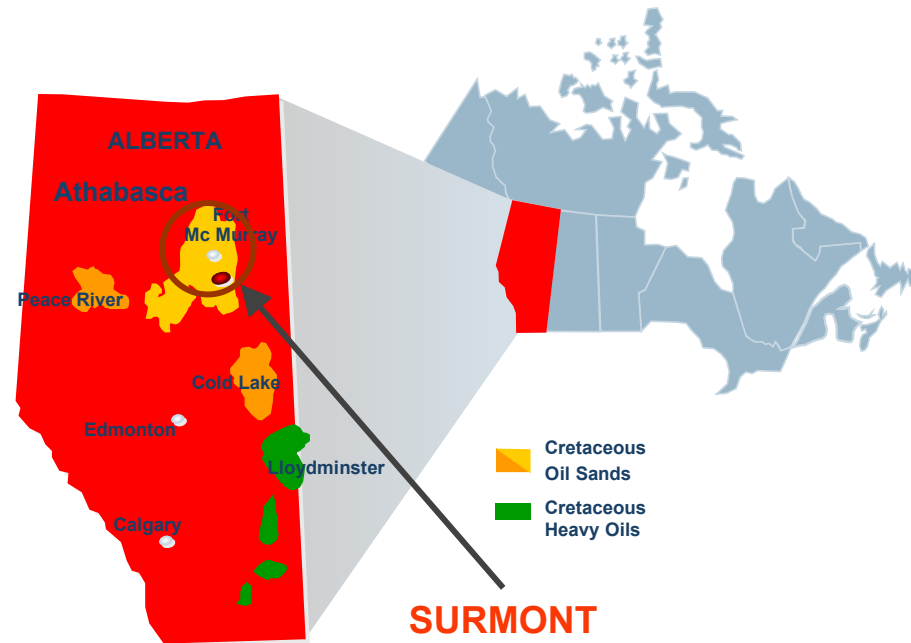 ALBERTA
Athabasca
Fort
Mc Murray
Peace River
Cold Lake
Edmonton
Lloydminster
Calgary
Cretaceous
Oil Sands
Cretaceous
Heavy Oils
SURMONT